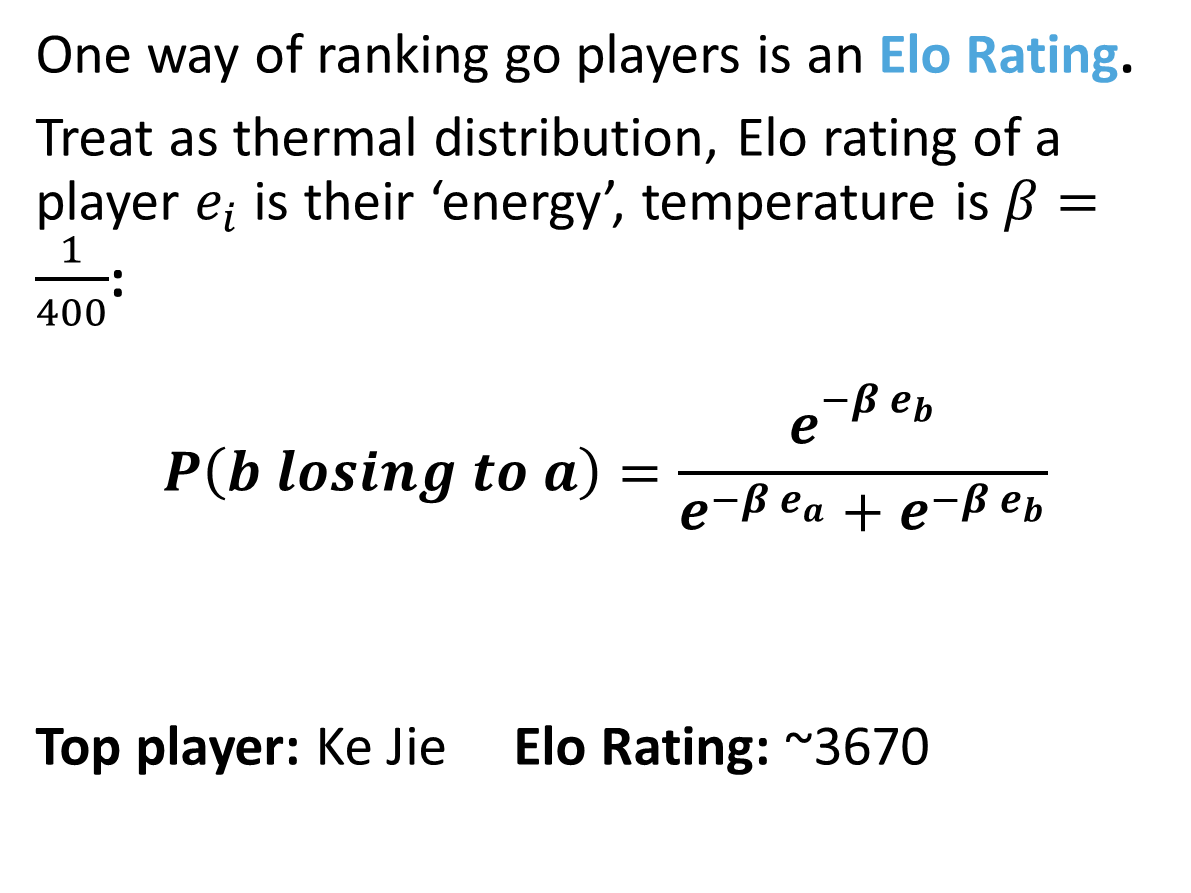 One way of ranking go players is an Elo Rating.
Treat as thermal distribution, Elo rating of a
player eᵢ is their ‘energy’, temperature is β =
1/400:
P(b losing to a) = e^(−β e_b) / (e^(−β e_a) + e^(−β e_b))
Top player: Ke Jie Elo Rating: ~3670